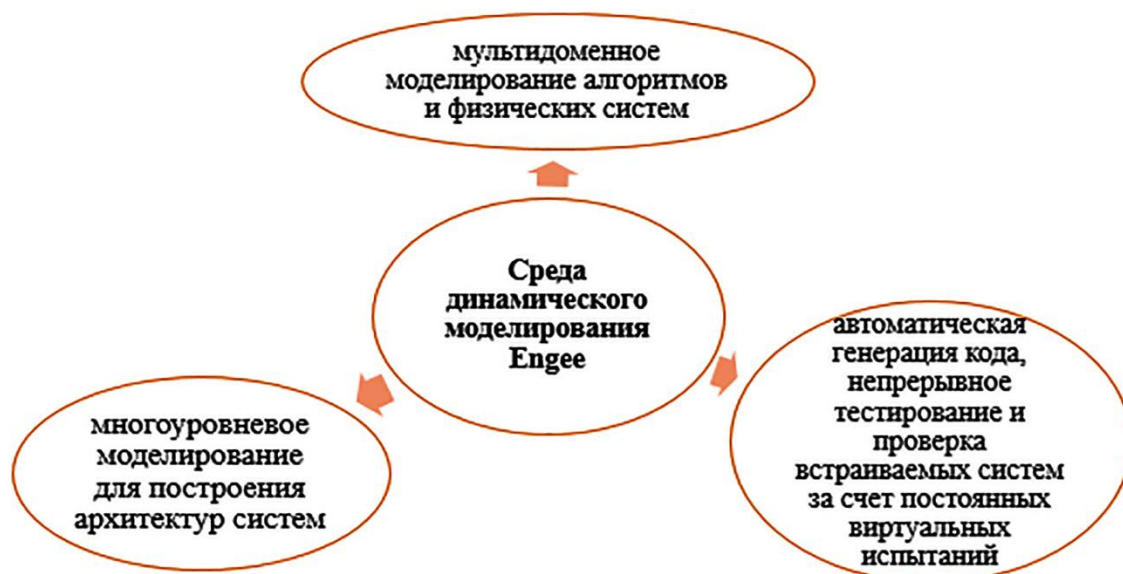 мультидоменное
моделирование алгоритмов
и физических систем
Среда
динамического
моделирования
Engee
многоуровневое
моделирование
для построения
архитектур систем
автоматическая
генерация кода,
непрерывное
тестирование и
проверка
встраиваемых систем
за счет постоянных
виртуальных
испытаний